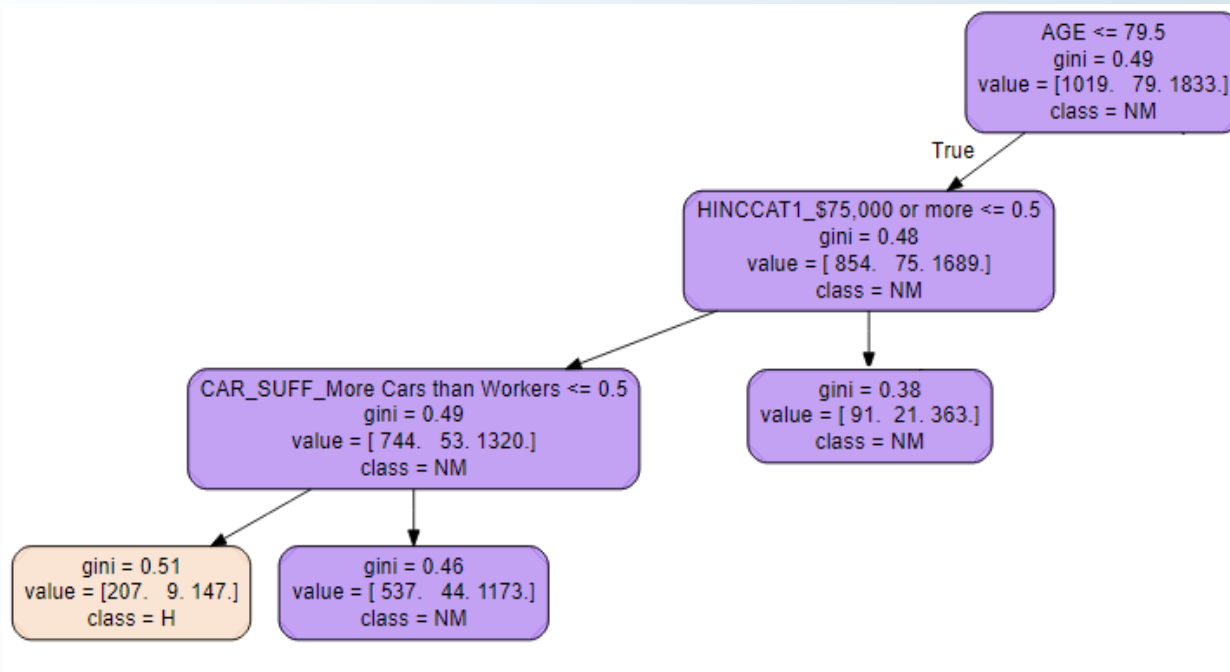 AGE <= 79.5
gini = 0.49
value = [1019.   79. 1833.]
class = NM
True
HINCCAT1_$75,000 or more <= 0.5
gini = 0.48
value = [ 854.   75. 1689.]
class = NM
CAR_SUFF_More Cars than Workers <= 0.5
gini = 0.49
value = [ 744.   53. 1320.]
class = NM
gini = 0.38
value = [ 91.  21. 363.]
class = NM
gini = 0.51
value = [207.   9. 147.]
class = H
gini = 0.46
value = [ 537.   44. 1173.]
class = NM